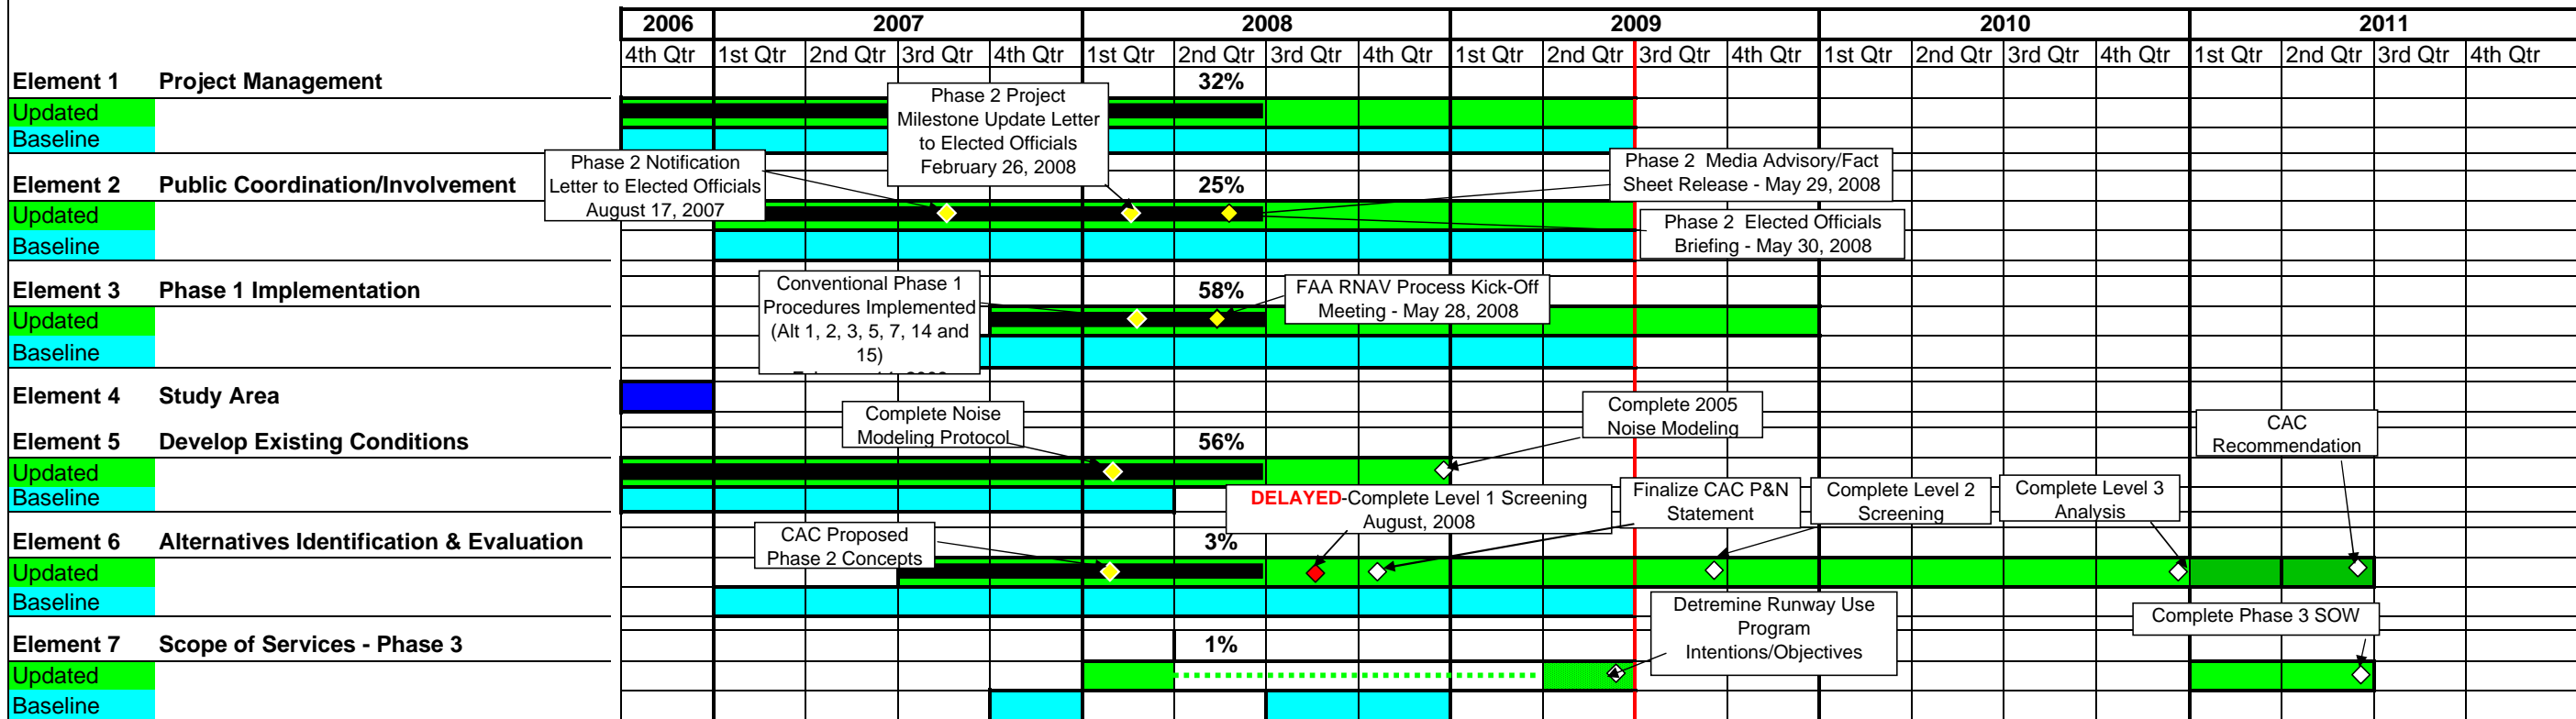 2006 2007 2008 2009 2010 2011
4th Qtr 1st Qtr 2nd Qtr 3rd Qtr 4th Qtr 1st Qtr 2nd Qtr 3rd Qtr 4th Qtr 1st Qtr 2nd Qtr 3rd Qtr 4th Qtr 1st Qtr 2nd Qtr 3rd Qtr 4th Qtr 1st Qtr 2nd Qtr 3rd Qtr 4th Qtr
Element 1 Project Management 32%
Updated
Baseline
Phase 2 Project
Milestone Update Letter
to Elected Officials
February 26, 2008
Phase 2 Notification
Letter to Elected Officials
August 17, 2007
Phase 2 Media Advisory/Fact
Sheet Release - May 29, 2008
Element 2 Public Coordination/Involvement 25%
Updated
Baseline
Phase 2 Elected Officials
Briefing - May 30, 2008
Conventional Phase 1
Procedures Implemented
(Alt 1, 2, 3, 5, 7, 14 and
15)
FAA RNAV Process Kick-Off
Meeting - May 28, 2008
Element 3 Phase 1 Implementation 58%
Updated
Baseline
Element 4 Study Area
Complete Noise
Modeling Protocol
Complete 2005
Noise Modeling
CAC
Recommendation
Element 5 Develop Existing Conditions 56%
Updated
Baseline
DELAYED-Complete Level 1 Screening
August, 2008
Finalize CAC P&N
Statement
Complete Level 2
Screening
Complete Level 3
Analysis
CAC Proposed
Phase 2 Concepts
Element 6 Alternatives Identification & Evaluation 3%
Updated
Baseline
Detremine Runway Use
Program
Intentions/Objectives
Complete Phase 3 SOW
Element 7 Scope of Services - Phase 3 1%
Updated
Baseline